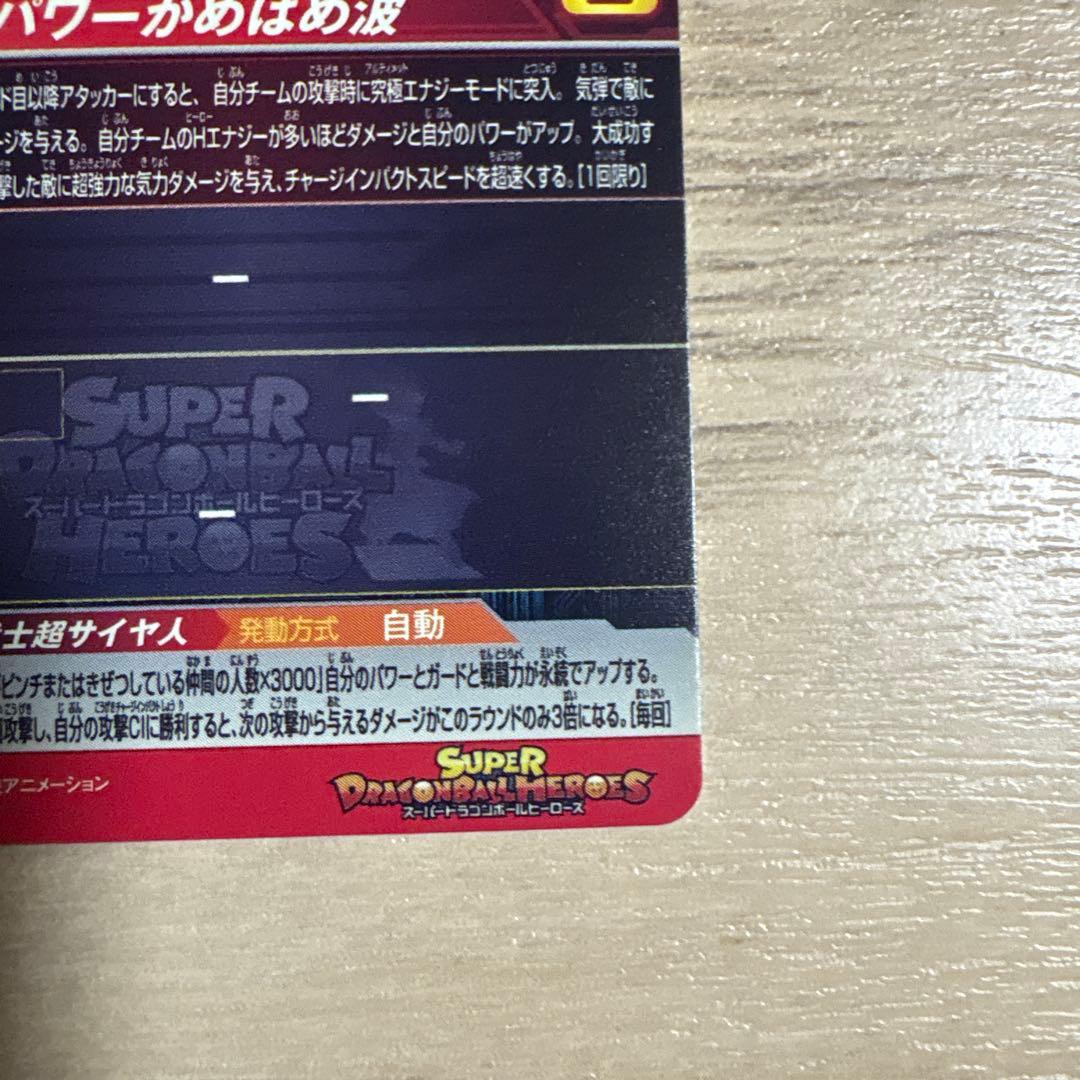 パワーかめはめ波
ド目以降アタッカーにすると、自分チームの攻撃時に究極エナジーモードに突入。気弾で敵に
ージを与える。自分チームのHエナジーが多いほどダメージと自分のパワーがアップ。大成功す
撃した敵に超強力な気力ダメージを与え、チャージインパクトスピードを超速くする。[1回限り]
ー
ー
SUPER
DRAGONBALL
スーパードラゴンボールヒーローズ
HEROES
ー
士超サイヤ人 発動方式 自動
ピンチまたはきぜつしている仲間の人数×3000」自分のパワーとガードと戦闘力が永続でアップする。
攻撃し、自分の攻撃CIに勝利すると、次の攻撃から与えるダメージがこのラウンドのみ3倍になる。[毎回]
アニメーション
SUPER
DRAGONBALL HEROES
スーパードラゴンボールヒーローズ